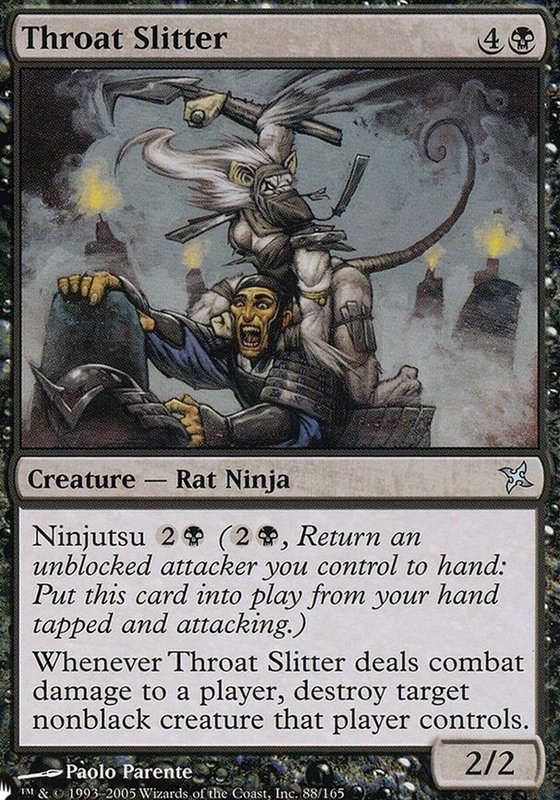 Throat Slitter 4
Creature — Rat Ninja
Ninjutsu 2 (2, Return an
unblocked attacker you control to hand:
Put this card into play from your hand
tapped and attacking.)
Whenever Throat Slitter deals combat
damage to a player, destroy target
nonblack creature that player controls.
2/2
Paolo Parente
™ & © 1993–2005 Wizards of the Coast, Inc. 88/165